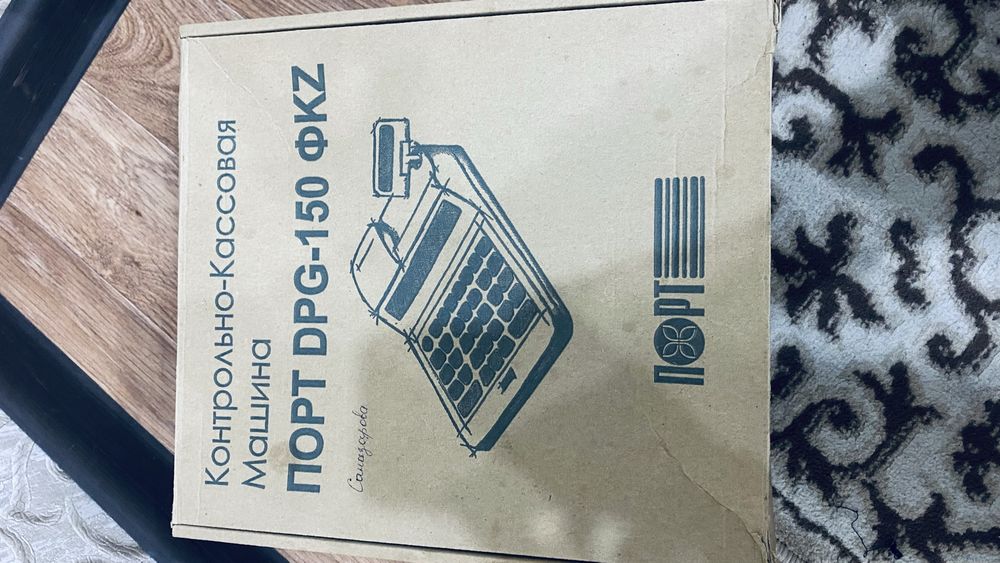 Контрольно-Кассовая
Машина
ПОРТ DPG-150 ФKZ
ПОРТ